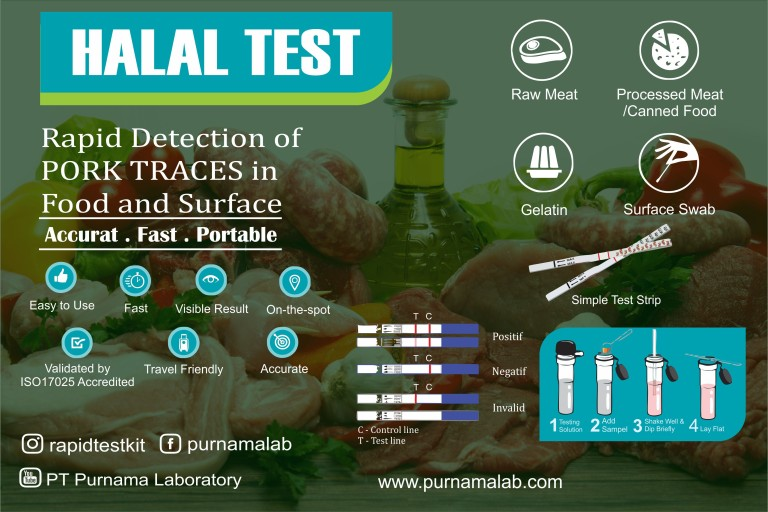 HALAL TEST
Rapid Detection of
PORK TRACES in
Food and Surface
Accurat . Fast . Portable
Easy to Use
Fast
Visible Result
On-the-spot
Validated by
ISO17025 Accredited
Travel Friendly
Accurate
rapidtestkit
purnamalab
You
PT Purnama Laboratory
Raw Meat
Processed Meat
/Canned Food
Gelatin
Surface Swab
Simple Test Strip
T C
Positif
T C
Negatif
T C
Invalid
C - Control line
T - Test line
1 Testing
Solution
2 Add
Sampel
3 Shake Well &
Dip Briefly
4 Lay Flat
www.purnamalab.com